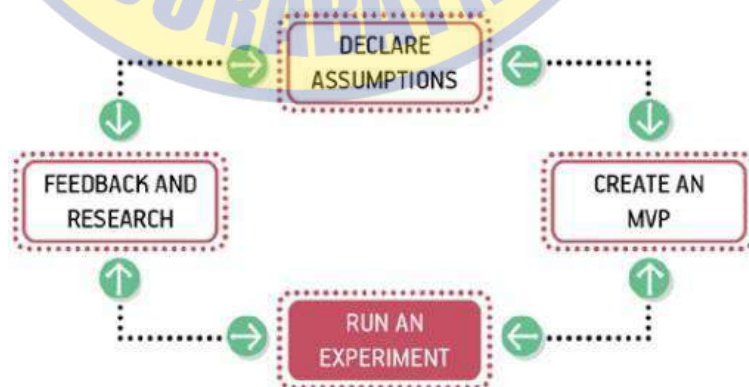 DECLARE
ASSUMPTIONS
FEEDBACK AND
RESEARCH
CREATE AN
MVP
RUN AN
EXPERIMENT